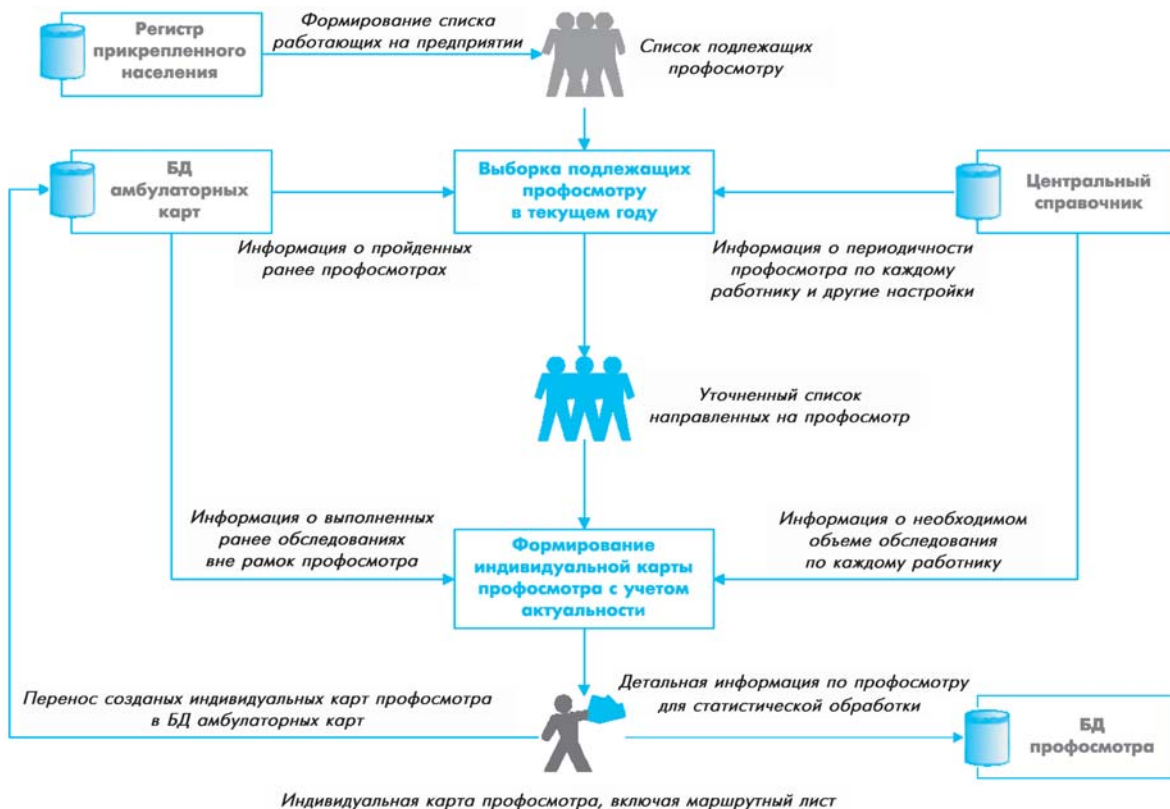 Регистр
прикрепленного
населения
Формирование списка
работающих на предприятии
Список подлежащих
профосмотру
БД
амбулаторных
карт
Выборка подлежащих
профосмотру
в текущем году
Центральный
справочник
Информация о пройденных
ранее профосмотрах
Информация о периодичности
профосмотра по каждому
работнику и другие настройки
Уточненный список
направленных на профосмотр
Информация о выполненных
ранее обследованиях
вне рамок профосмотра
Формирование
индивидуальной карты
профосмотра с учетом
актуальности
Информация о необходимом
объеме обследования
по каждому работнику
Перенос созданых индивидуальных карт профосмотра
в БД амбулаторных карт
Детальная информация по профосмотру
для статистической обработки
БД
профосмотра
Индивидуальная карта профосмотра, включая маршрутный лист